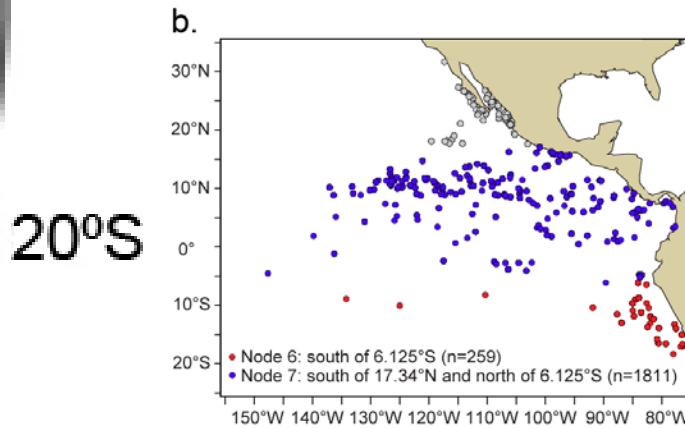 b.
30°N
20°N
10°N
0°
10°S
20°S
20⁰S
Node 6: south of 6.125°S (n=259)
Node 7: south of 17.34°N and north of 6.125°S (n=1811)
150°W 140°W 130°W 120°W 110°W 100°W 90°W 80°W